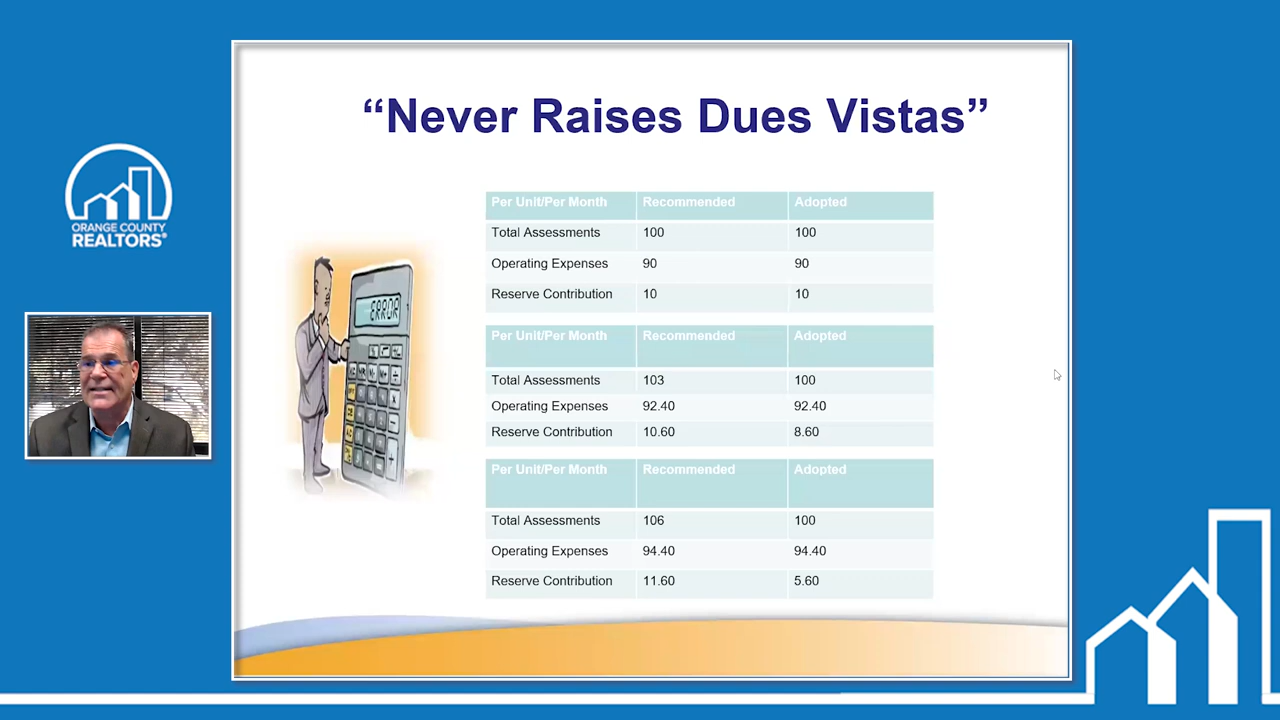 “Never Raises Dues Vistas”
ORANGE COUNTY
REALTORS®
Per Unit/Per Month Recommended Adopted
Total Assessments 100 100
Operating Expenses 90 90
Reserve Contribution 10 10
ERROR
Per Unit/Per Month Recommended Adopted
Total Assessments 103 100
Operating Expenses 92.40 92.40
Reserve Contribution 10.60 8.60
Per Unit/Per Month Recommended Adopted
Total Assessments 106 100
Operating Expenses 94.40 94.40
Reserve Contribution 11.60 5.60